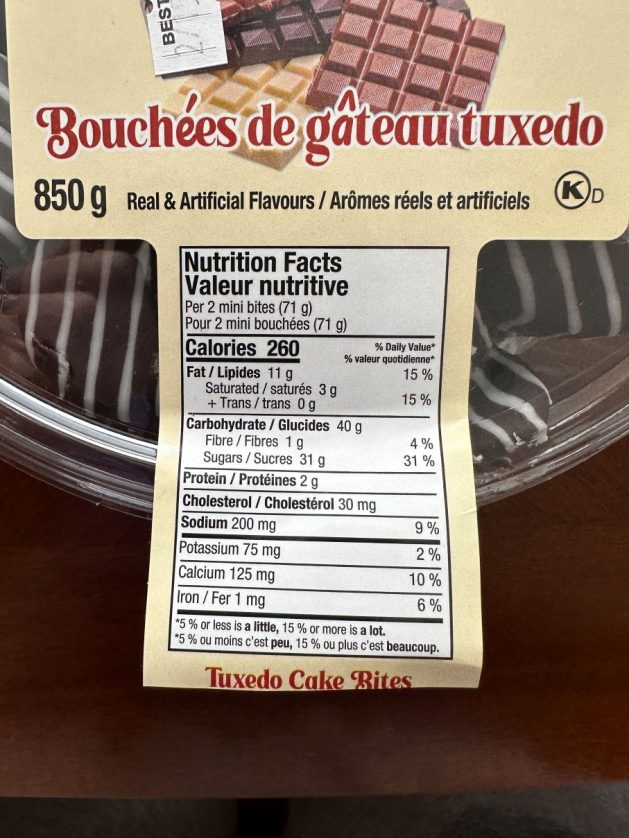 BEST
Bouchées de gâteau tuxedo
850 g Real & Artificial Flavours / Arômes réels et artificiels K D
Nutrition Facts
Valeur nutritive
Per 2 mini bites (71 g)
Pour 2 mini bouchées (71 g)
Calories 260
% Daily Value*
% valeur quotidienne*
Fat / Lipides 11 g 15 %
Saturated / saturés 3 g
+ Trans / trans 0 g 15 %
Carbohydrate / Glucides 40 g
Fibre / Fibres 1 g 4 %
Sugars / Sucres 31 g 31 %
Protein / Protéines 2 g
Cholesterol / Cholestérol 30 mg
Sodium 200 mg 9 %
Potassium 75 mg 2 %
Calcium 125 mg 10 %
Iron / Fer 1 mg 6 %
*5 % or less is a little, 15 % or more is a lot.
*5 % ou moins c'est peu, 15 % ou plus c'est beaucoup.
Tuxedo Cake Bites